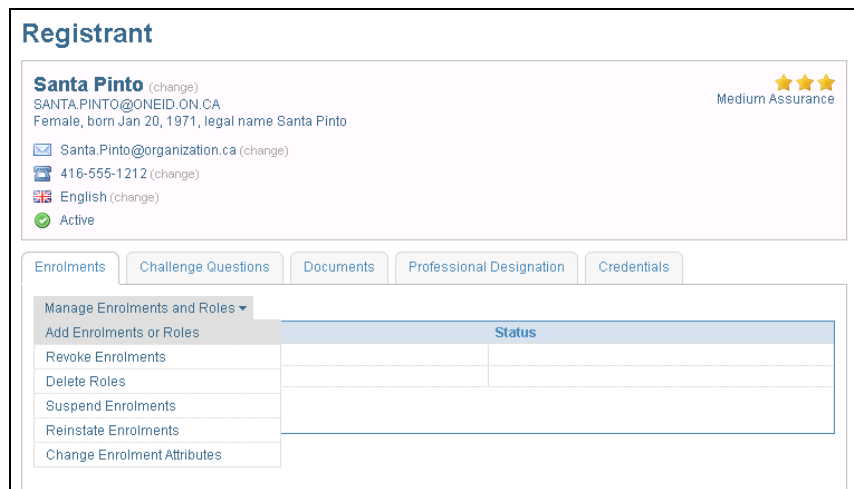 Registrant
Santa Pinto (change)
SANTA.PINTO@ONEID.ON.CA
Female, born Jan 20, 1971, legal name Santa Pinto
Medium Assurance
Santa.Pinto@organization.ca (change)
416-555-1212 (change)
English (change)
Active
Enrolments Challenge Questions Documents Professional Designation Credentials
Manage Enrolments and Roles
Add Enrolments or Roles Status
Revoke Enrolments
Delete Roles
Suspend Enrolments
Reinstate Enrolments
Change Enrolment Attributes